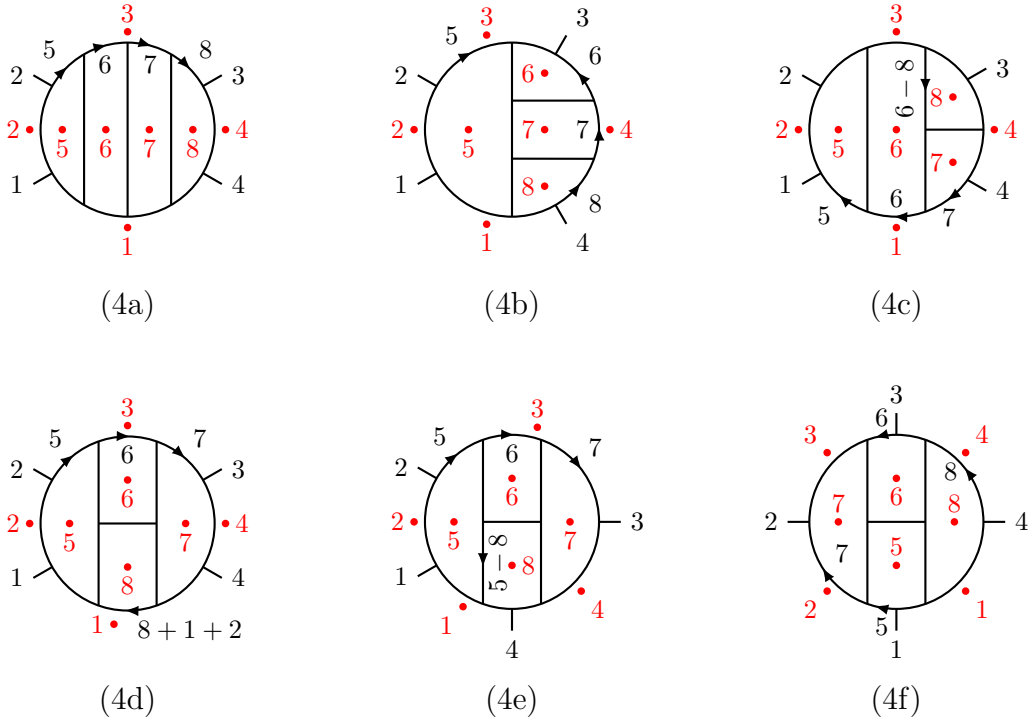 3
5 8
6 7
2 3
2 5 6 7 8 4
1 4
1
(4a)
3 3
5 6
6
2 7 7 4
5
1 8 8
1 4
(4b)
3
6 − 8
3
8
2 5 6 4
1 7 4
5 6 7
1
(4c)
3
5 7
6
2 3
6
2 5 7 4
1 8 4
1 8 + 1 + 2
(4d)
3
5 7
6
2
6
2 5 7 3
5 − 8
8
1
1 4
4
(4e)
3
6
3 4
8
7 6 8
2 4
7 5
2 1
5
1
(4f)